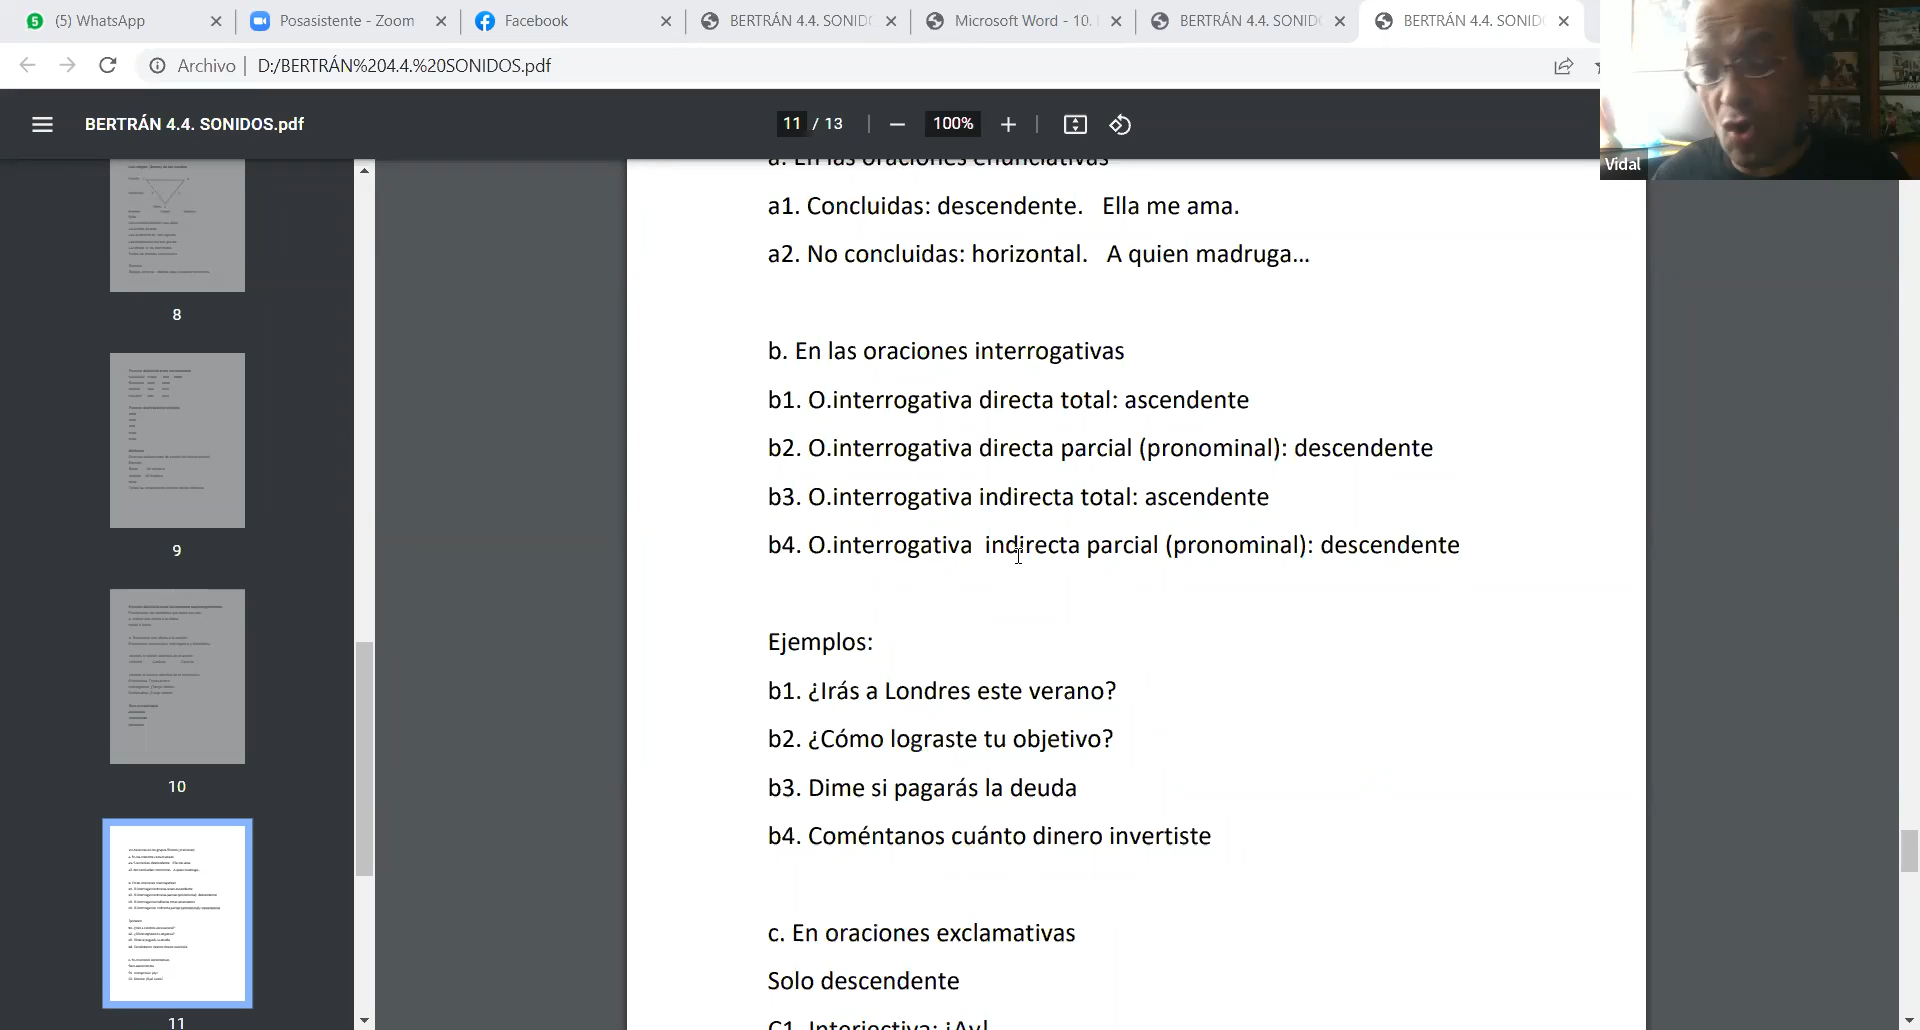 (5) WhatsApp
Posasistente - Zoom
Facebook
BERTRÁN 4.4. SONID
Microsoft Word - 10.
BERTRÁN 4.4. SONID
BERTRÁN 4.4. SONID
Archivo
D:/BERTRÁN%204.4.%20SONIDOS.pdf
BERTRÁN 4.4. SONIDOS.pdf
11 / 13
100%
Vidal
8
9
10
11
a. En las oraciones enunciativas
a1. Concluidas: descendente. Ella me ama.
a2. No concluidas: horizontal. A quien madruga...
b. En las oraciones interrogativas
b1. O.interrogativa directa total: ascendente
b2. O.interrogativa directa parcial (pronominal): descendente
b3. O.interrogativa indirecta total: ascendente
b4. O.interrogativa indirecta parcial (pronominal): descendente
Ejemplos:
b1. ¿Irás a Londres este verano?
b2. ¿Cómo lograste tu objetivo?
b3. Dime si pagarás la deuda
b4. Coméntanos cuánto dinero invertiste
c. En oraciones exclamativas
Solo descendente
C1. Interjectiva: ¡Ay!